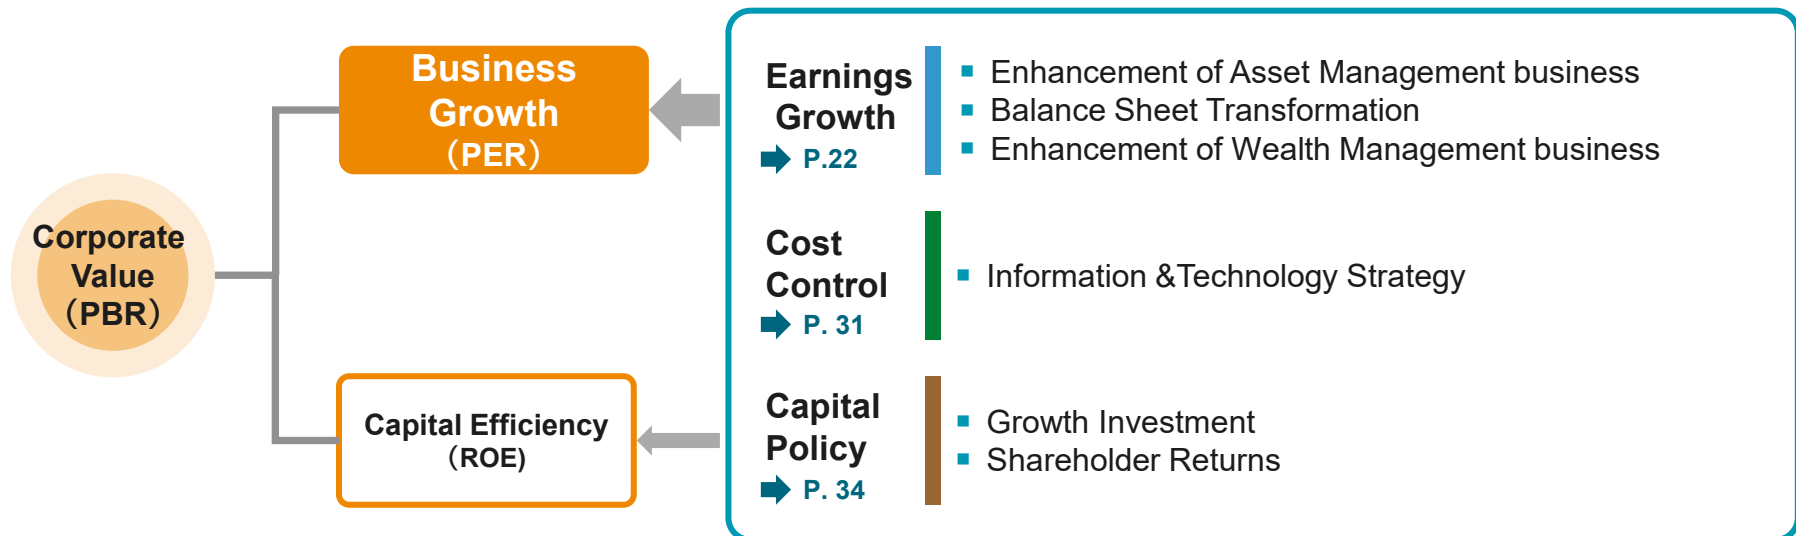 Corporate
Value
（PBR）
Business
Growth
（PER）
Capital Efficiency
（ROE)
Earnings
Growth
P.22
■ Enhancement of Asset Management business
■ Balance Sheet Transformation
■ Enhancement of Wealth Management business
Cost
Control
P. 31
■ Information &Technology Strategy
Capital
Policy
P. 34
■ Growth Investment
■ Shareholder Returns